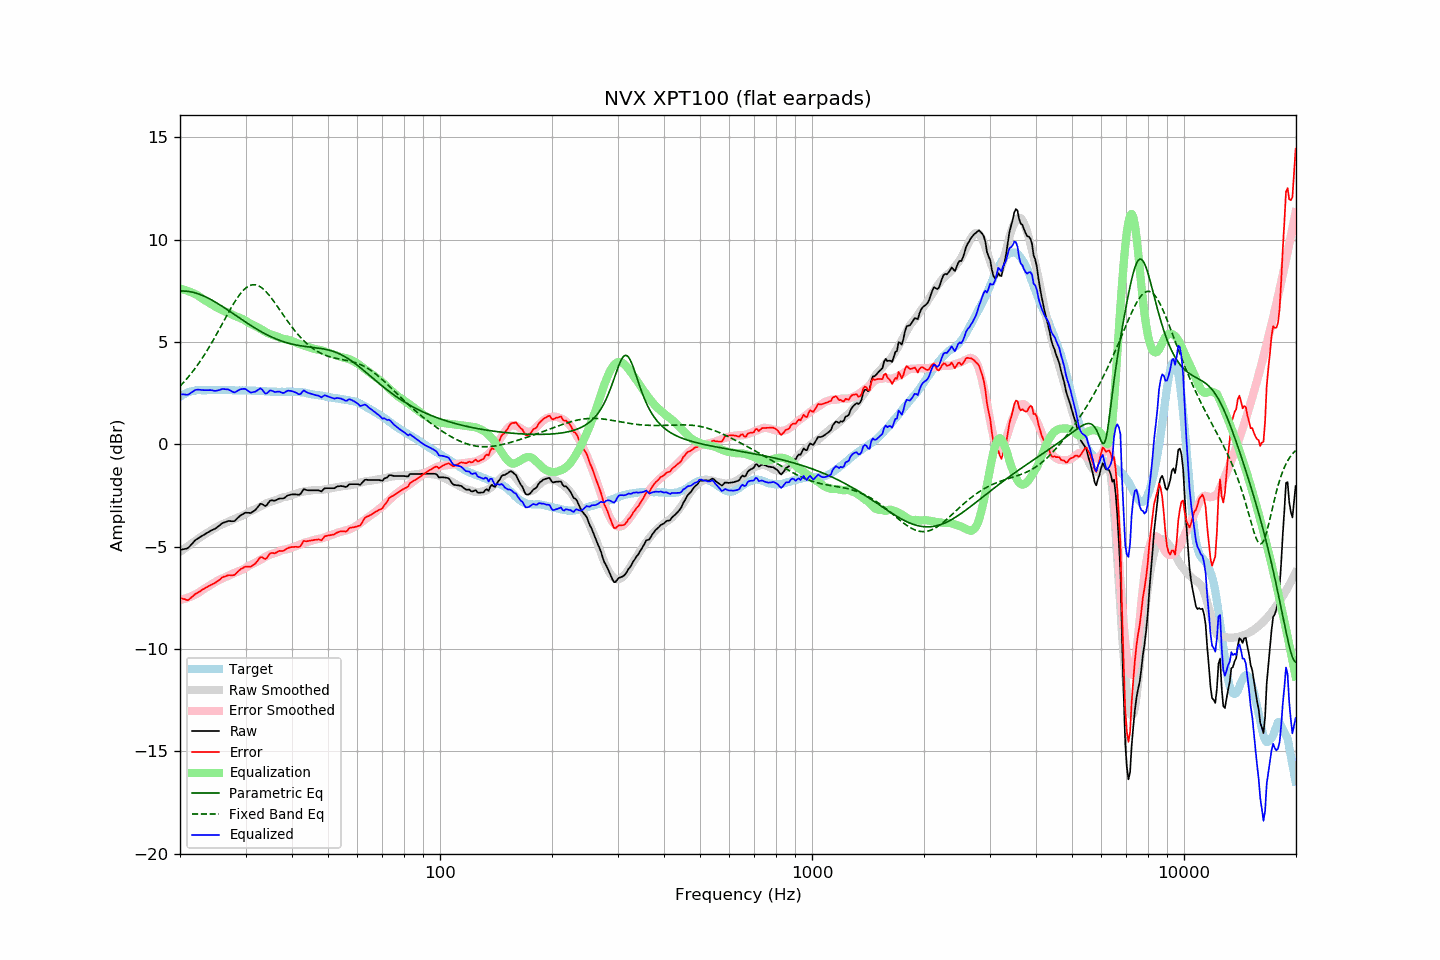 NVX XPT100 (flat earpads)
15
10
5
0
−5
−10
−15
−20
Amplitude (dBr)
Target
Raw Smoothed
Error Smoothed
Raw
Error
Equalization
Parametric Eq
Fixed Band Eq
Equalized
100
1000
10000
Frequency (Hz)